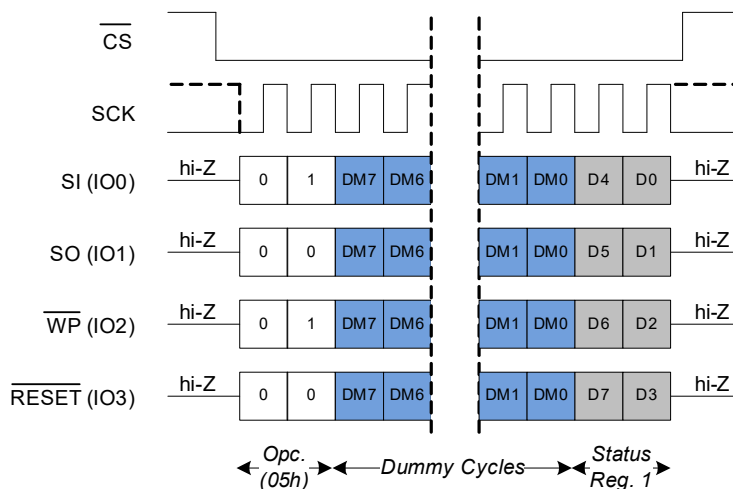 CS
SCK
hi-Z hi-Z
SI (IO0) 0 1 DM7 DM6 DM1 DM0 D4 D0
hi-Z hi-Z
SO (IO1) 0 0 DM7 DM6 DM1 DM0 D5 D1
hi-Z hi-Z
WP (IO2) 0 1 DM7 DM6 DM1 DM0 D6 D2
hi-Z hi-Z
RESET (IO3) 0 0 DM7 DM6 DM1 DM0 D7 D3
Opc. Status
(05h) Dummy Cycles Reg. 1